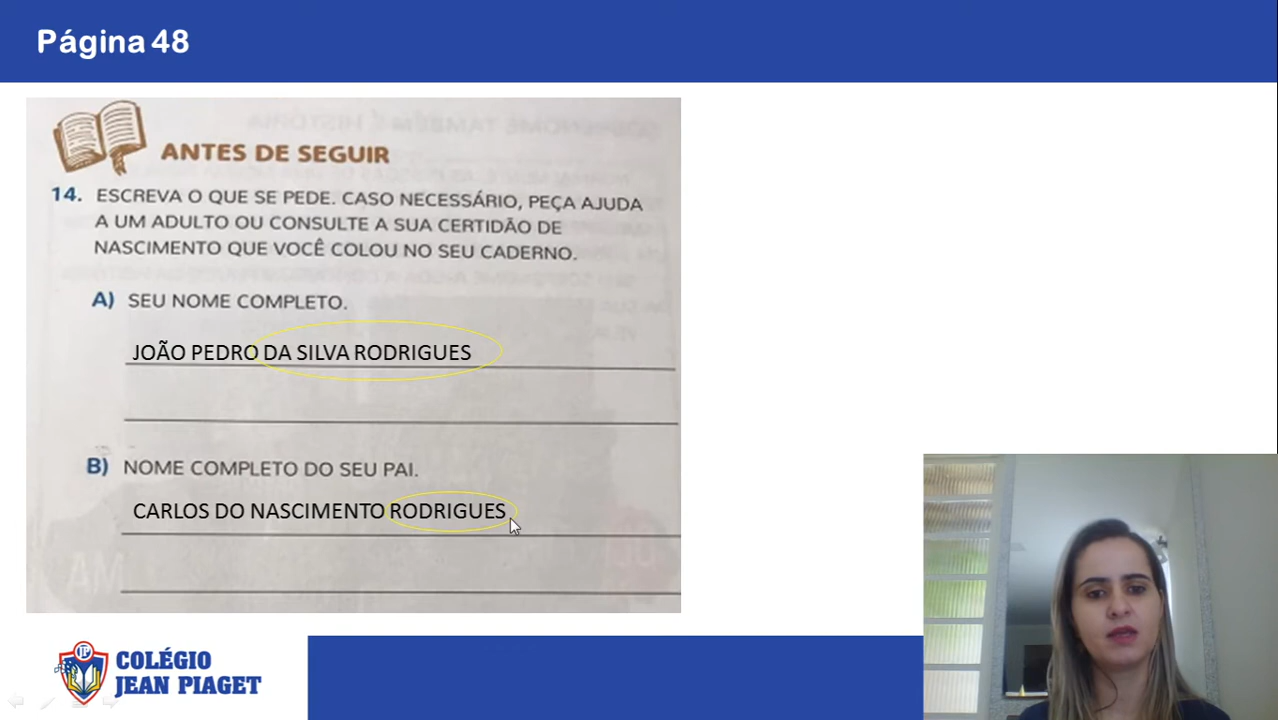 Página 48
ANTES DE SEGUIR
14. ESCREVA O QUE SE PEDE. CASO NECESSÁRIO, PEÇA AJUDA
A UM ADULTO OU CONSULTE A SUA CERTIDÃO DE
NASCIMENTO QUE VOCÊ COLOU NO SEU CADERNO.
A) SEU NOME COMPLETO.
JOÃO PEDRO DA SILVA RODRIGUES
B) NOME COMPLETO DO SEU PAI.
CARLOS DO NASCIMENTO RODRIGUES
COLÉGIO
JEAN PIAGET